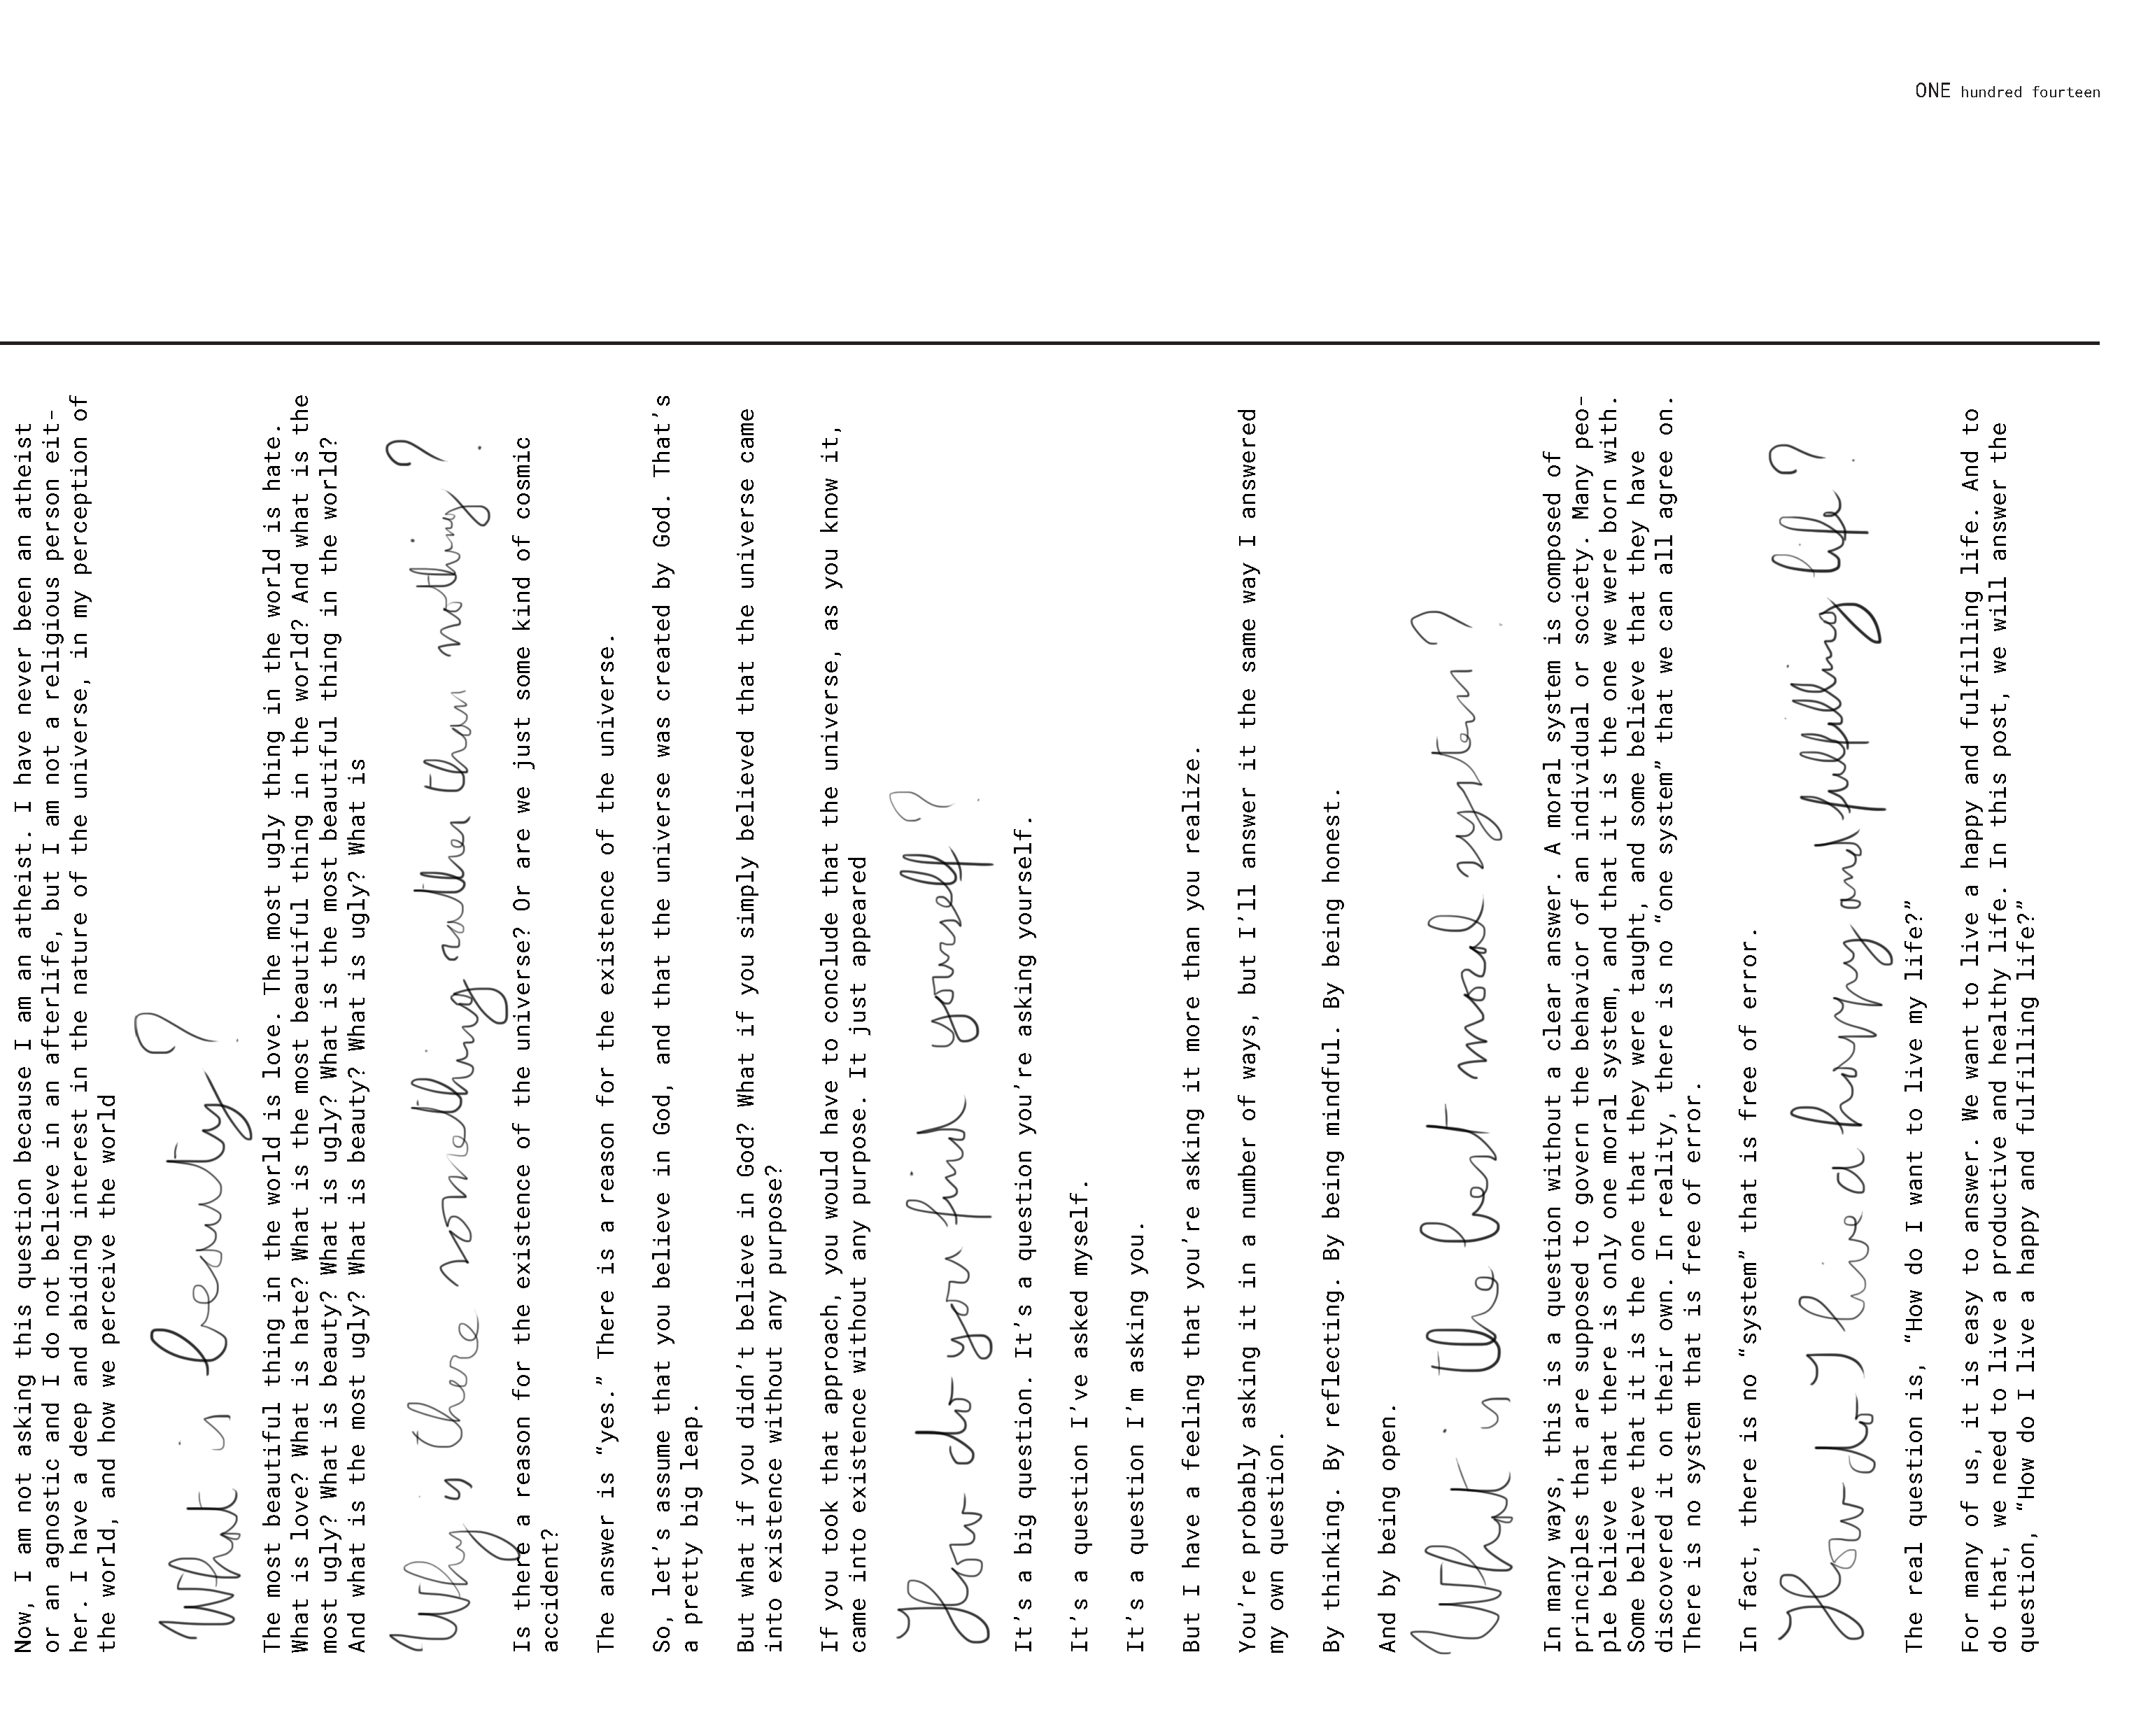 ONE hundred fourteen
Now, I am not asking this question because I am an atheist. I have never been an atheist
or an agnostic and I do not believe in an afterlife, but I am not a religious person eit-
her. I have a deep and abiding interest in the nature of the universe, in my perception of
the world, and how we perceive the world
What is beauty?
The most beautiful thing in the world is love. The most ugly thing in the world is hate.
What is love? What is hate? What is the most beautiful thing in the world? And what is the
most ugly? What is beauty? What is ugly? What is the most beautiful thing in the world?
And what is the most ugly? What is beauty? What is ugly? What is
Why is there something rather than nothing?
Is there a reason for the existence of the universe? Or are we just some kind of cosmic
accident?
The answer is “yes.” There is a reason for the existence of the universe.
So, let’s assume that you believe in God, and that the universe was created by God. That’s
a pretty big leap.
But what if you didn’t believe in God? What if you simply believed that the universe came
into existence without any purpose?
If you took that approach, you would have to conclude that the universe, as you know it,
came into existence without any purpose. It just appeared
How do you find yourself?
It’s a big question. It’s a question you’re asking yourself.
It’s a question I’ve asked myself.
It’s a question I’m asking you.
But I have a feeling that you’re asking it more than you realize.
You’re probably asking it in a number of ways, but I’ll answer it the same way I answered
my own question.
By thinking. By reflecting. By being mindful. By being honest.
And by being open.
What is the best moral system?
In many ways, this is a question without a clear answer. A moral system is composed of
principles that are supposed to govern the behavior of an individual or society. Many peo-
ple believe that there is only one moral system, and that it is the one we were born with.
Some believe that it is the one that they were taught, and some believe that they have
discovered it on their own. In reality, there is no “one system” that we can all agree on.
There is no system that is free of error.
In fact, there is no “system” that is free of error.
How do I live a happy and fulfilling life?
The real question is, “How do I want to live my life?”
For many of us, it is easy to answer. We want to live a happy and fulfilling life. And to
do that, we need to live a productive and healthy life. In this post, we will answer the
question, “How do I live a happy and fulfilling life?”